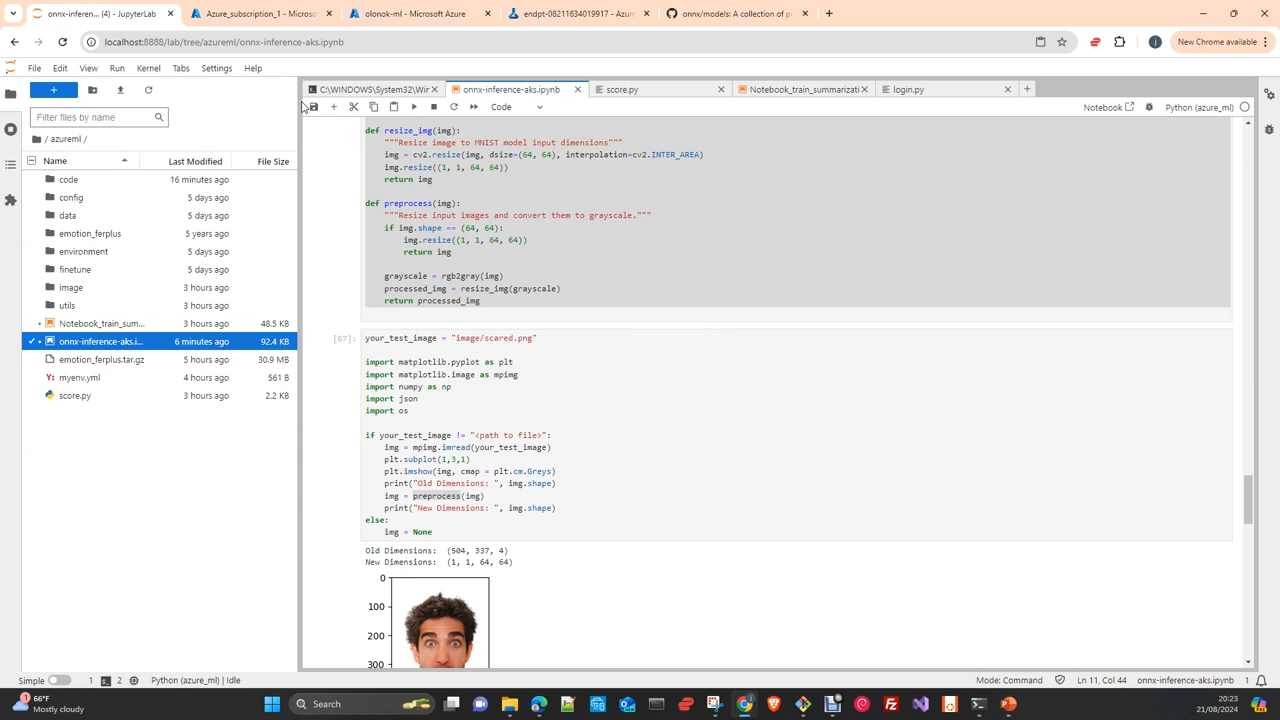 onnx-inferen... (4) - JupyterLab
Azure_subscription_1 - Microso
olonok-ml - Microsoft Azure
endpt-08211634019917 - Azure
onnx/models: A collection of p
localhost:8888/lab/tree/azureml/onnx-inference-aks.ipynb
New Chrome available
File Edit View Run Kernel Tabs Settings Help
C:\WINDOWS\System32\Wir
onnx-inference-aks.ipynb
score.py
Notebook_train_summarizati
login.py
Code
Notebook
Python (azure_ml)
Filter files by name
/ azureml /
Name Last Modified File Size
code 16 minutes ago
config 5 days ago
data 5 days ago
emotion_ferplus 5 years ago
environment 5 days ago
finetune 5 days ago
image 3 hours ago
utils 3 hours ago
Notebook_train_sum... 3 hours ago 48.5 KB
onnx-inference-aks.i... 6 minutes ago 92.4 KB
emotion_ferplus.tar.gz 5 hours ago 30.9 MB
myenv.yml 4 hours ago 561 B
score.py 3 hours ago 2.2 KB
def resize_img(img):
"""Resize image to MNIST model input dimensions"""
img = cv2.resize(img, dsize=(64, 64), interpolation=cv2.INTER_AREA)
img.resize((1, 1, 64, 64))
return img
def preprocess(img):
"""Resize input images and convert them to grayscale."""
if img.shape == (64, 64):
img.resize((1, 1, 64, 64))
return img
grayscale = rgb2gray(img)
processed_img = resize_img(grayscale)
return processed_img
[67]:
your_test_image = "image/scared.png"
import matplotlib.pyplot as plt
import matplotlib.image as mpimg
import numpy as np
import json
import os
if your_test_image != "<path to file>":
img = mpimg.imread(your_test_image)
plt.subplot(1,3,1)
plt.imshow(img, cmap = plt.cm.Greys)
print("Old Dimensions: ", img.shape)
img = preprocess(img)
print("New Dimensions: ", img.shape)
else:
img = None
Old Dimensions: (504, 337, 4)
New Dimensions: (1, 1, 64, 64)
0
100
200
300
Simple 1 2 Python (azure_ml) | Idle
Mode: Command Ln 11, Col 44 onnx-inference-aks.ipynb 1
66°F
Mostly cloudy
Search
20:23
21/08/2024